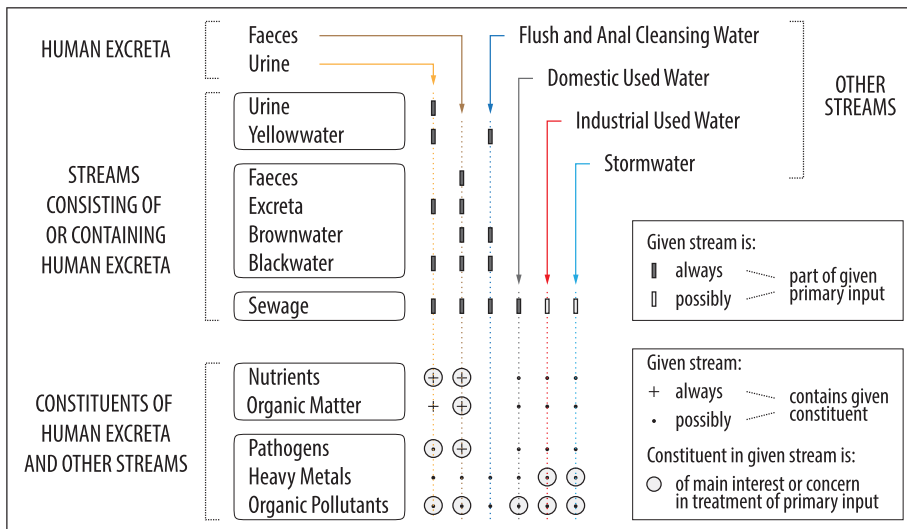 HUMAN EXCRETA
Faeces
Urine
Flush and Anal Cleansing Water
Domestic Used Water
Industrial Used Water
Stormwater
OTHER
STREAMS
STREAMS
CONSISTING OF
OR CONTAINING
HUMAN EXCRETA
Urine
Yellowwater
Faeces
Excreta
Brownwater
Blackwater
Sewage
Given stream is:
always
possibly
part of given
primary input
CONSTITUENTS OF
HUMAN EXCRETA
AND OTHER STREAMS
Nutrients
Organic Matter
Pathogens
Heavy Metals
Organic Pollutants
Given stream:
+ always
• possibly
contains given
constituent
Constituent in given stream is:
of main interest or concern
in treatment of primary input